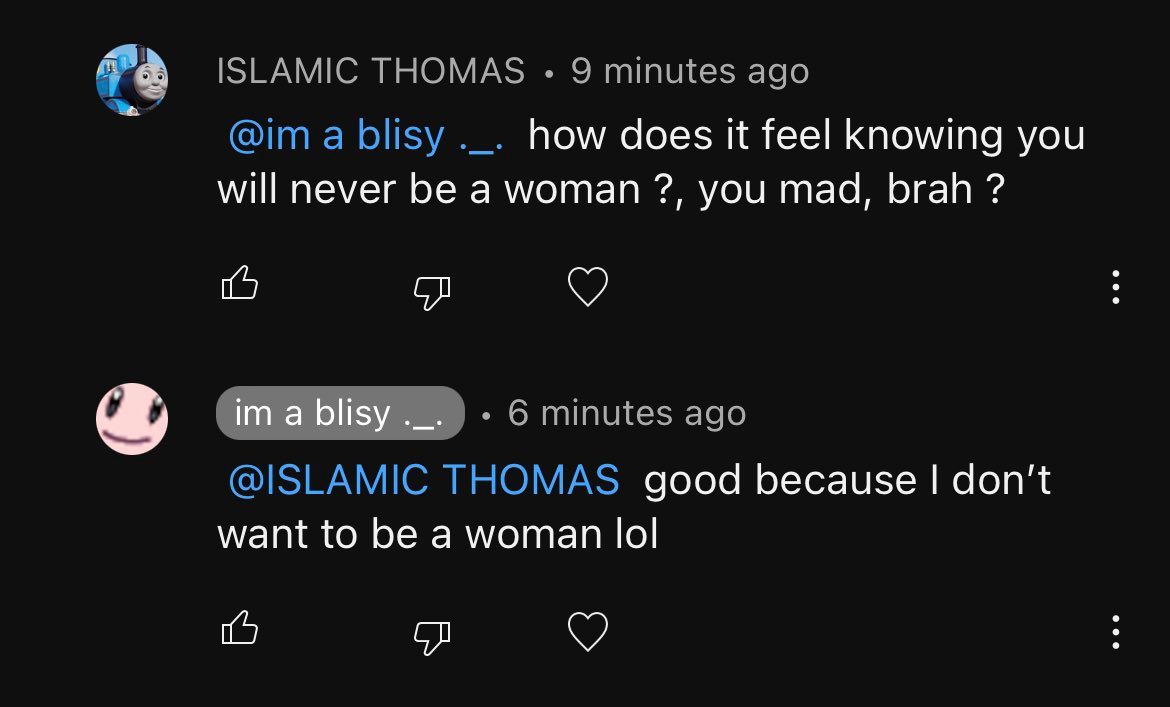 ISLAMIC THOMAS • 9 minutes ago
@im a blisy ._. how does it feel knowing you
will never be a woman ?, you mad, brah ?
im a blisy ._. • 6 minutes ago
@ISLAMIC THOMAS good because I don’t
want to be a woman lol